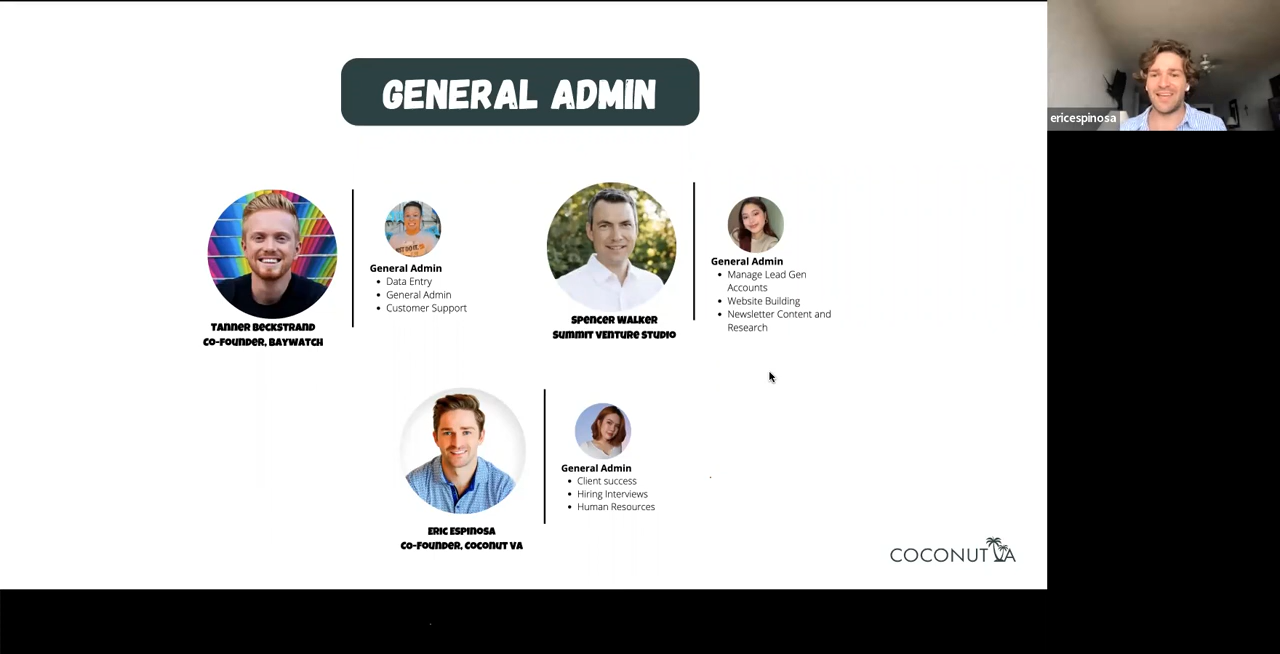 GENERAL ADMIN
ericespinosa
General Admin
Data Entry
General Admin
Customer Support
TANNER BECKSTRAND
CO-FOUNDER, BAYWATCH
General Admin
Manage Lead Gen
Accounts
Website Building
Newsletter Content and
Research
SPENCER WALKER
SUMMIT VENTURE STUDIO
General Admin
Client success
Hiring Interviews
Human Resources
ERIC ESPINOSA
CO-FOUNDER, COCONUT VA
COCONUT VA